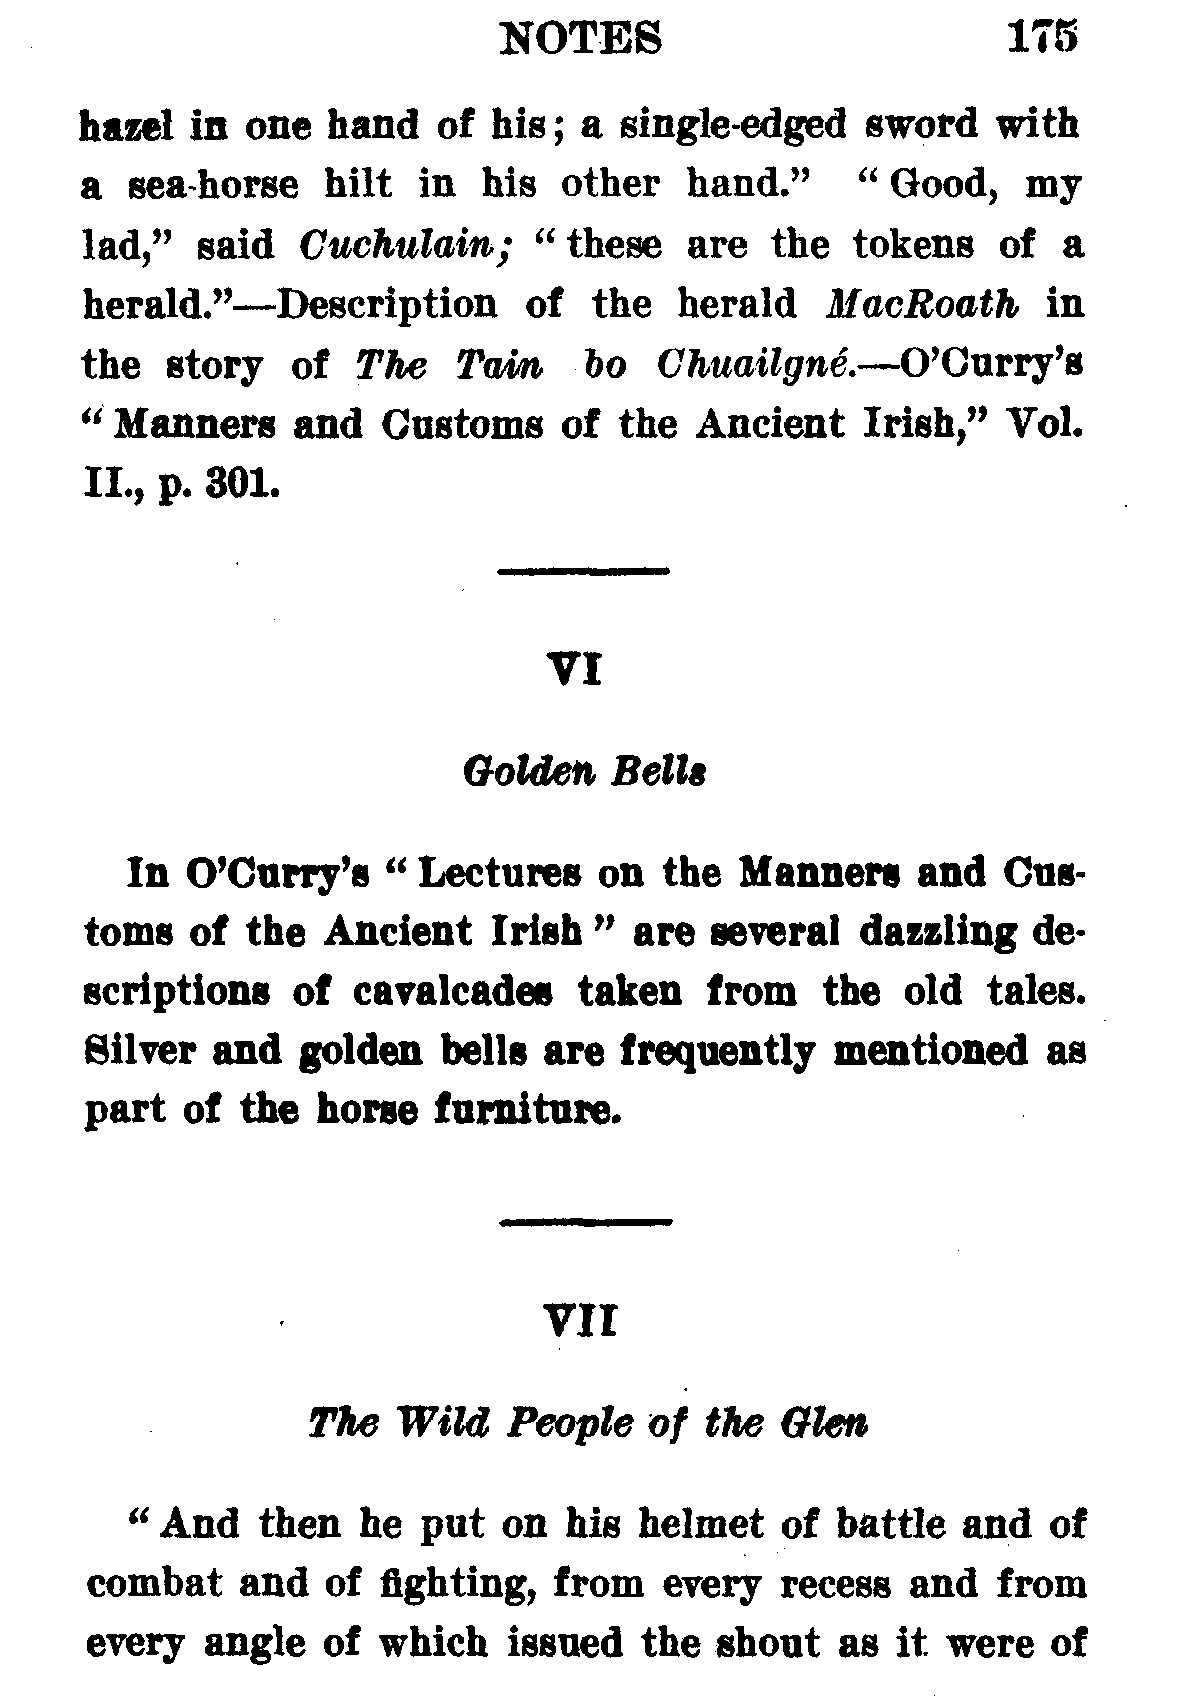 NOTES 175
hazel in one hand of his; a single-edged sword with
a sea-horse hilt in his other hand.” “Good, my
lad,” said Cuchulain; “these are the tokens of a
herald.”—Description of the herald MacRoath in
the story of The Tain bo Chuailgné.—O’Curry’s
“Manners and Customs of the Ancient Irish,” Vol.
II., p. 301.
VI
Golden Bells
In O’Curry’s “Lectures on the Manners and Cus-
toms of the Ancient Irish” are several dazzling de-
scriptions of cavalcades taken from the old tales.
Silver and golden bells are frequently mentioned as
part of the horse furniture.
VII
The Wild People of the Glen
“And then he put on his helmet of battle and of
combat and of fighting, from every recess and from
every angle of which issued the shout as it were of